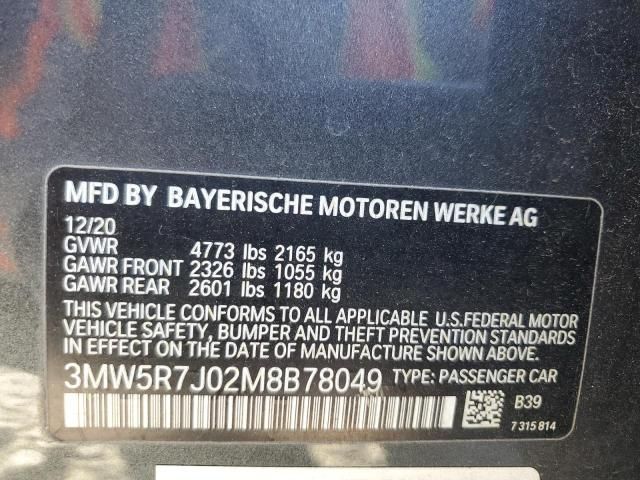 MFD BY BAYERISCHE MOTOREN WERKE AG
12/20
GVWR 4773 lbs 2165 kg
GAWR FRONT 2326 lbs 1055 kg
GAWR REAR 2601 lbs 1180 kg
THIS VEHICLE CONFORMS TO ALL APPLICABLE U.S.FEDERAL MOTOR
VEHICLE SAFETY, BUMPER AND THEFT PREVENTION STANDARDS
IN EFFECT ON THE DATE OF MANUFACTURE SHOWN ABOVE.
3MW5R7J02M8B78049 TYPE: PASSENGER CAR
B39
7 315 814